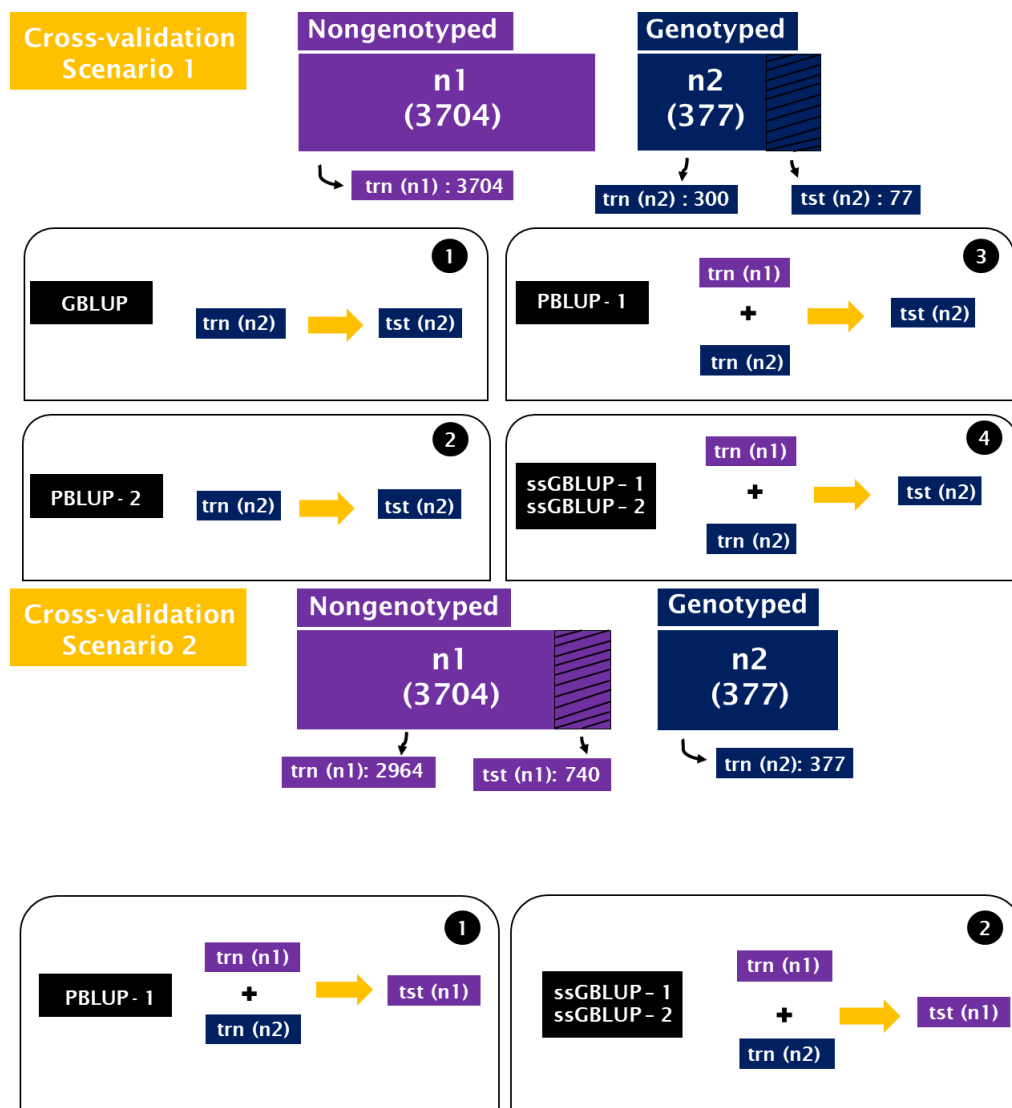 Cross-validation
Scenario 1
Nongenotyped
n1
(3704)
trn (n1) : 3704
Genotyped
n2
(377)
trn (n2) : 300
tst (n2) : 77
1
GBLUP
trn (n2)
tst (n2)
3
PBLUP - 1
trn (n1)
+
trn (n2)
tst (n2)
2
PBLUP - 2
trn (n2)
tst (n2)
4
ssGBLUP – 1
ssGBLUP – 2
trn (n1)
+
trn (n2)
tst (n2)
Cross-validation
Scenario 2
Nongenotyped
n1
(3704)
trn (n1): 2964
tst (n1): 740
Genotyped
n2
(377)
trn (n2): 377
1
PBLUP - 1
trn (n1)
+
trn (n2)
tst (n1)
2
ssGBLUP – 1
ssGBLUP – 2
trn (n1)
+
trn (n2)
tst (n1)